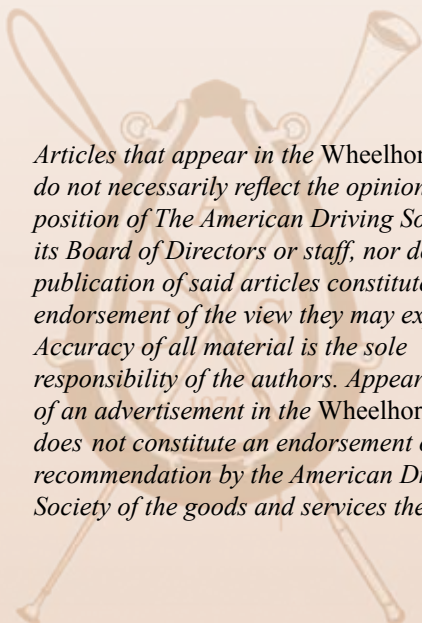 Articles that appear in the Wheelhor
do not necessarily reflect the opinion
position of The American Driving So
its Board of Directors or staff, nor d
publication of said articles constitut
endorsement of the view they may ex
Accuracy of all material is the sole
responsibility of the authors. Appear
of an advertisement in the Wheelhor
does not constitute an endorsement
recommendation by the American Dr
Society of the goods and services the
A
D S
1974